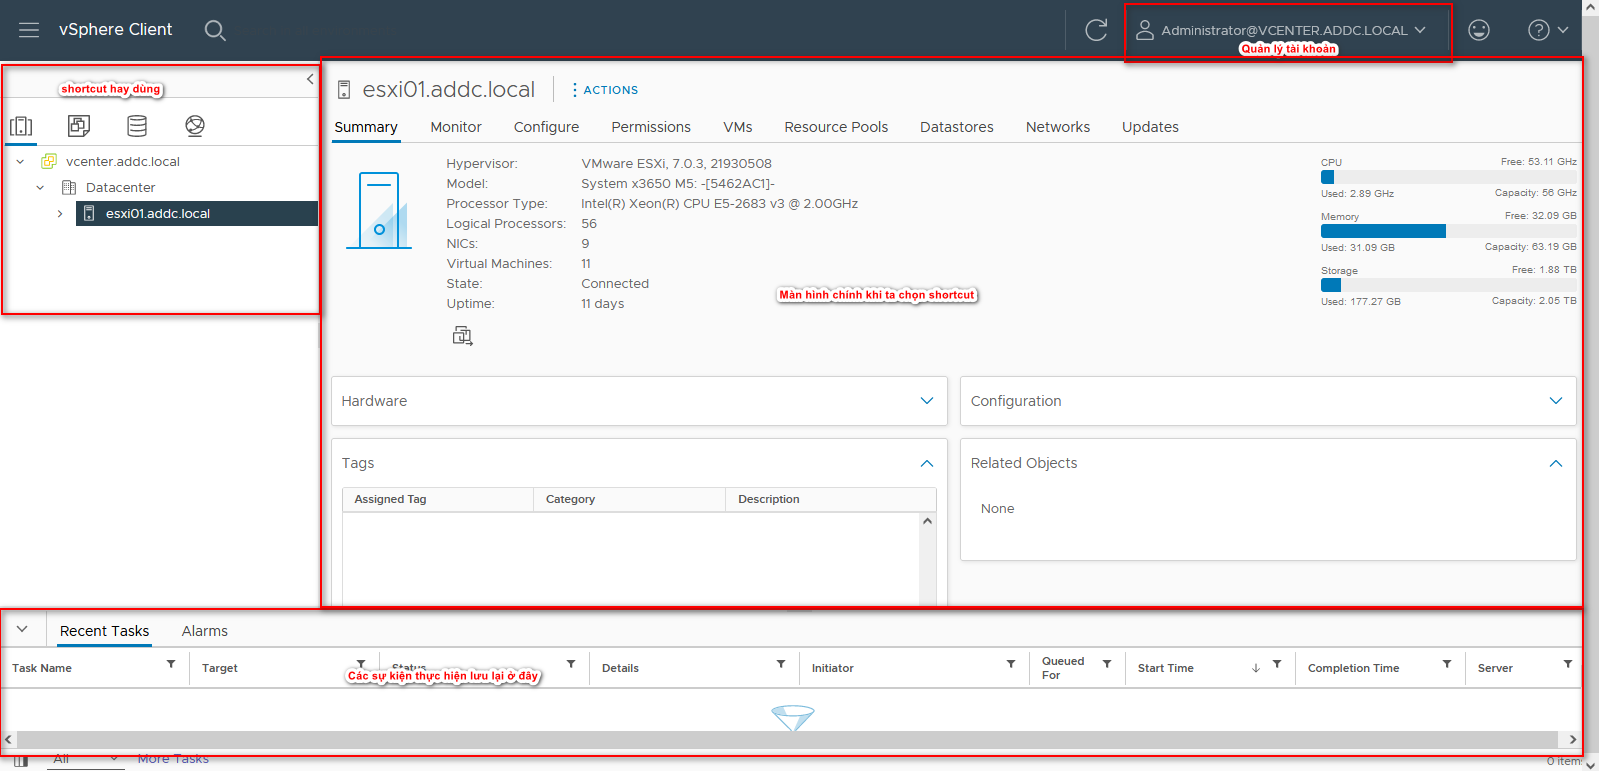 vSphere Client
Administrator@VCENTER.ADDC.LOCAL
Quản lý tài khoản
shortcut hay dùng
vcenter.addc.local
Datacenter
esxi01.addc.local
esxi01.addc.local
ACTIONS
Summary Monitor Configure Permissions VMs Resource Pools Datastores Networks Updates
Hypervisor: VMware ESXi, 7.0.3, 21930508
Model: System x3650 M5: -[5462AC1]-
Processor Type: Intel(R) Xeon(R) CPU E5-2683 v3 @ 2.00GHz
Logical Processors: 56
NICs: 9
Virtual Machines: 11
State: Connected
Uptime: 11 days
CPU Free: 53.11 GHz
Used: 2.89 GHz Capacity: 56 GHz
Memory Free: 32.09 GB
Used: 31.09 GB Capacity: 63.19 GB
Storage Free: 1.88 TB
Used: 177.27 GB Capacity: 2.05 TB
Màn hình chính khi ta chọn shortcut
Hardware
Configuration
Tags
Assigned Tag Category Description
Related Objects
None
Recent Tasks Alarms
Task Name Target Status Details Initiator Queued For Start Time Completion Time Server
Các sự kiện thực hiện lưu lại ở đây
All More Tasks 0 items